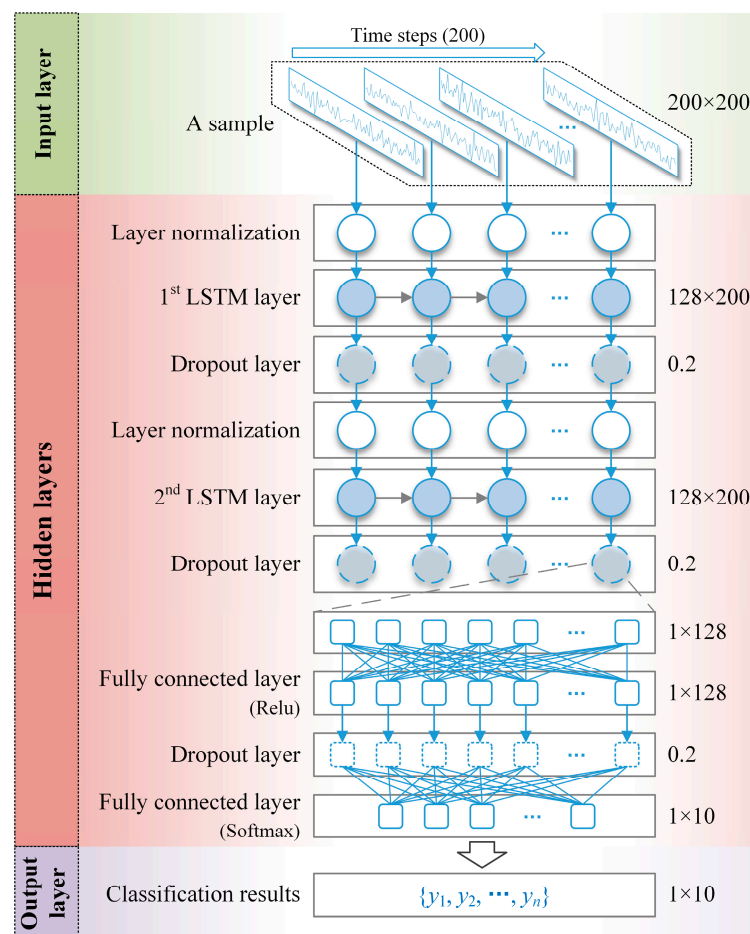 Input layer
Time steps (200)
A sample
...
200×200
Hidden layers
Layer normalization
...
1st LSTM layer
...
128×200
Dropout layer
...
0.2
Layer normalization
...
2nd LSTM layer
...
128×200
Dropout layer
...
0.2
...
1×128
Fully connected layer
(Relu)
...
1×128
Dropout layer
...
0.2
Fully connected layer
(Softmax)
...
1×10
Output
layer
Classification results
{y1, y2, ···, yn}
1×10